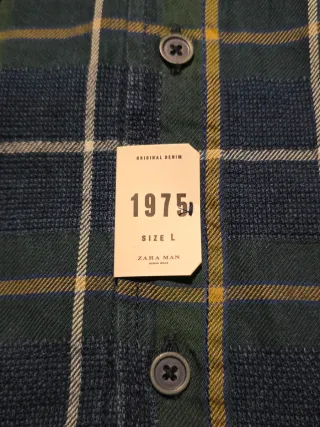 ORIGINAL DENIM
1975
SIZE L
ZARA MAN